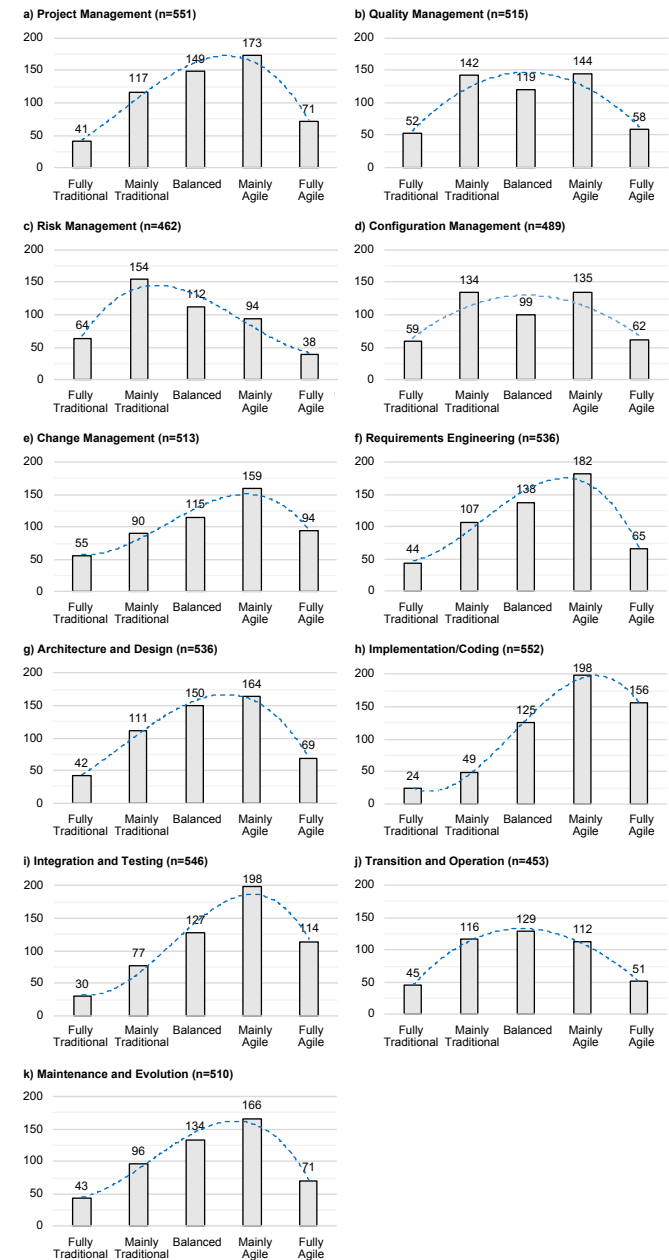 a) Project Management (n=551)
200
150
100
50
0
41
117
149
173
71
Fully Traditional
Mainly Traditional
Balanced
Mainly Agile
Fully Agile
b) Quality Management (n=515)
200
150
100
50
0
52
142
119
144
58
Fully Traditional
Mainly Traditional
Balanced
Mainly Agile
Fully Agile
c) Risk Management (n=462)
200
150
100
50
0
64
154
112
94
38
Fully Traditional
Mainly Traditional
Balanced
Mainly Agile
Fully Agile
d) Configuration Management (n=489)
200
150
100
50
0
59
134
99
135
62
Fully Traditional
Mainly Traditional
Balanced
Mainly Agile
Fully Agile
e) Change Management (n=513)
200
150
100
50
0
55
90
115
159
94
Fully Traditional
Mainly Traditional
Balanced
Mainly Agile
Fully Agile
f) Requirements Engineering (n=536)
200
150
100
50
0
44
107
138
182
65
Fully Traditional
Mainly Traditional
Balanced
Mainly Agile
Fully Agile
g) Architecture and Design (n=536)
200
150
100
50
0
42
111
150
164
69
Fully Traditional
Mainly Traditional
Balanced
Mainly Agile
Fully Agile
h) Implementation/Coding (n=552)
200
150
100
50
0
24
49
125
198
156
Fully Traditional
Mainly Traditional
Balanced
Mainly Agile
Fully Agile
i) Integration and Testing (n=546)
200
150
100
50
0
30
77
127
198
114
Fully Traditional
Mainly Traditional
Balanced
Mainly Agile
Fully Agile
j) Transition and Operation (n=453)
200
150
100
50
0
45
116
129
112
51
Fully Traditional
Mainly Traditional
Balanced
Mainly Agile
Fully Agile
k) Maintenance and Evolution (n=510)
200
150
100
50
0
43
96
134
166
71
Fully Traditional
Mainly Traditional
Balanced
Mainly Agile
Fully Agile